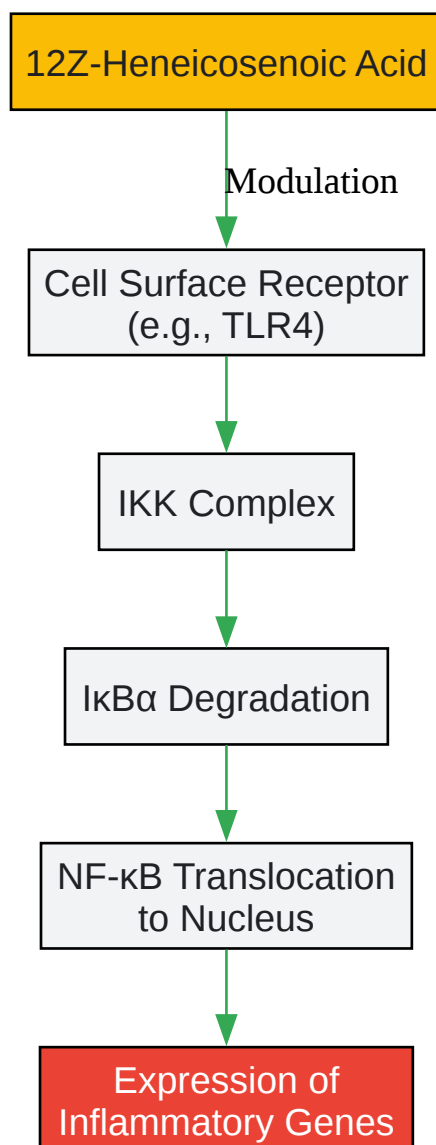 12Z-Heneicosenoic Acid
Modulation
Cell Surface Receptor
(e.g., TLR4)
IKK Complex
IκBα Degradation
NF-κB Translocation
to Nucleus
Expression of
Inflammatory Genes